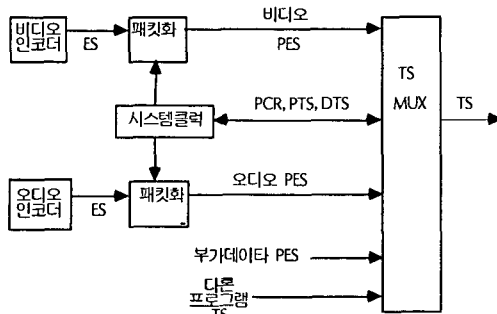 비디오
인코더
ES
패킷화
비디오
PES
시스템클럭
PCR, PTS, DTS
TS
MUX
TS
오디오
인코더
ES
패킷화
오디오 PES
부가데이타 PES
다른
프로그램
TS